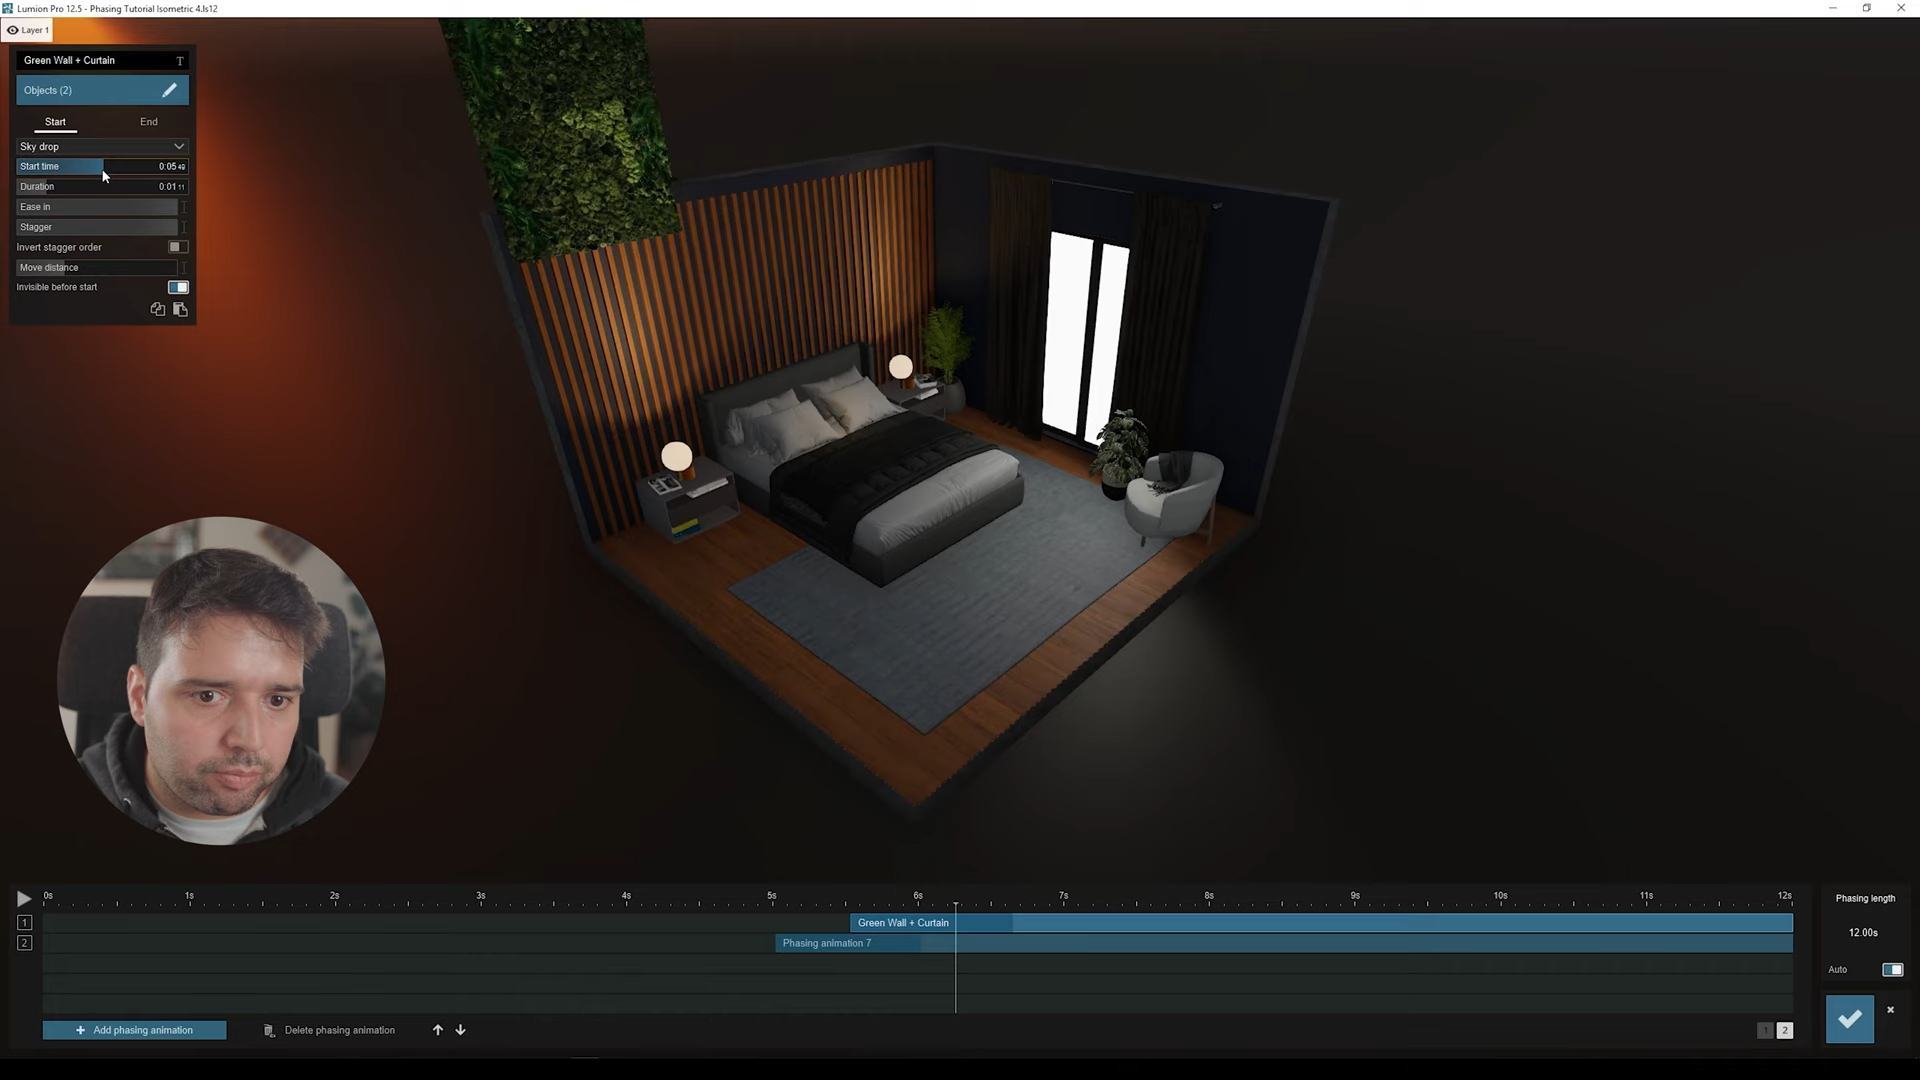 Lumion Pro 12.5 - Phasing Tutorial Isometric 4.ls12
Layer 1
Green Wall + Curtain T
Objects (2)
Start End
Sky drop
Start time 0:05 49
Duration 0:01 11
Ease in
Stagger
Invert stagger order
Move distance
Invisible before start
0s 1s 2s 3s 4s 5s 6s 7s 8s 9s 10s 11s 12s
Phasing length
1 Green Wall + Curtain
12.00s
2 Phasing animation 7
Auto
+ Add phasing animation Delete phasing animation 1 2